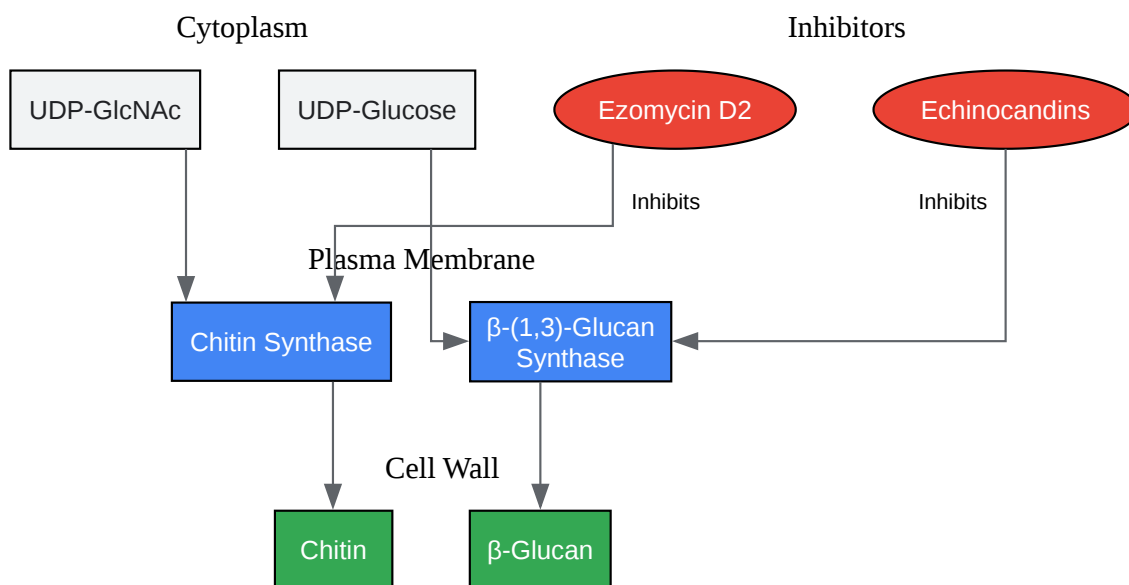 Cytoplasm
Inhibitors
UDP-GlcNAc
UDP-Glucose
Ezomycin D2
Echinocandins
Inhibits
Inhibits
Plasma Membrane
Chitin Synthase
β-(1,3)-Glucan
Synthase
Cell Wall
Chitin
β-Glucan